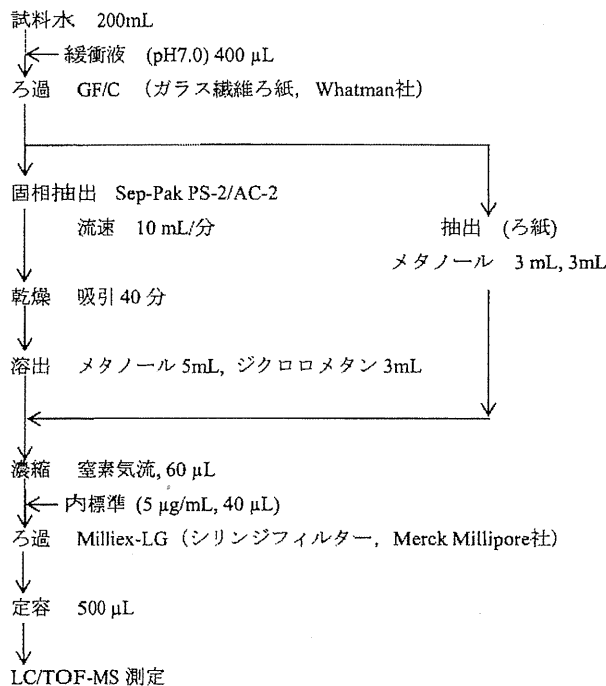 試料水 200mL
緩衝液 (pH7.0) 400 µL
ろ過 GF/C （ガラス繊維ろ紙，Whatman社）
固相抽出 Sep-Pak PS-2/AC-2
流速 10 mL/分
抽出 (ろ紙)
メタノール 3 mL, 3mL
乾燥 吸引 40 分
溶出 メタノール 5mL, ジクロロメタン 3mL
濃縮 窒素気流, 60 µL
内標準 (5 µg/mL, 40 µL)
ろ過 Milliex-LG（シリンジフィルター，Merck Millipore社）
定容 500 µL
LC/TOF-MS 測定